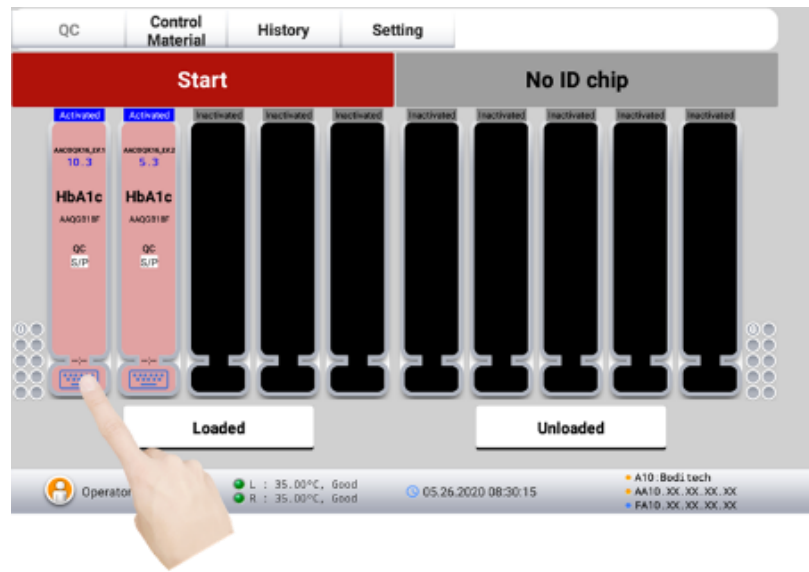 QC
Control
Material
History
Setting
Start
No ID chip
Activated
Activated
Inactivated
Inactivated
Inactivated
Inactivated
Inactivated
Inactivated
Inactivated
Inactivated
10.3
5.3
HbA1c
HbA1c
AAQGB18F
AAQGB18F
QC
QC
S/P
S/P
Loaded
Unloaded
Operator
L : 35.00°C, Good
R : 35.00°C, Good
05.26.2020 08:30:15
A10:Boditech
AA10.XX.XX.XX.XX
FA10.XX.XX.XX.XX